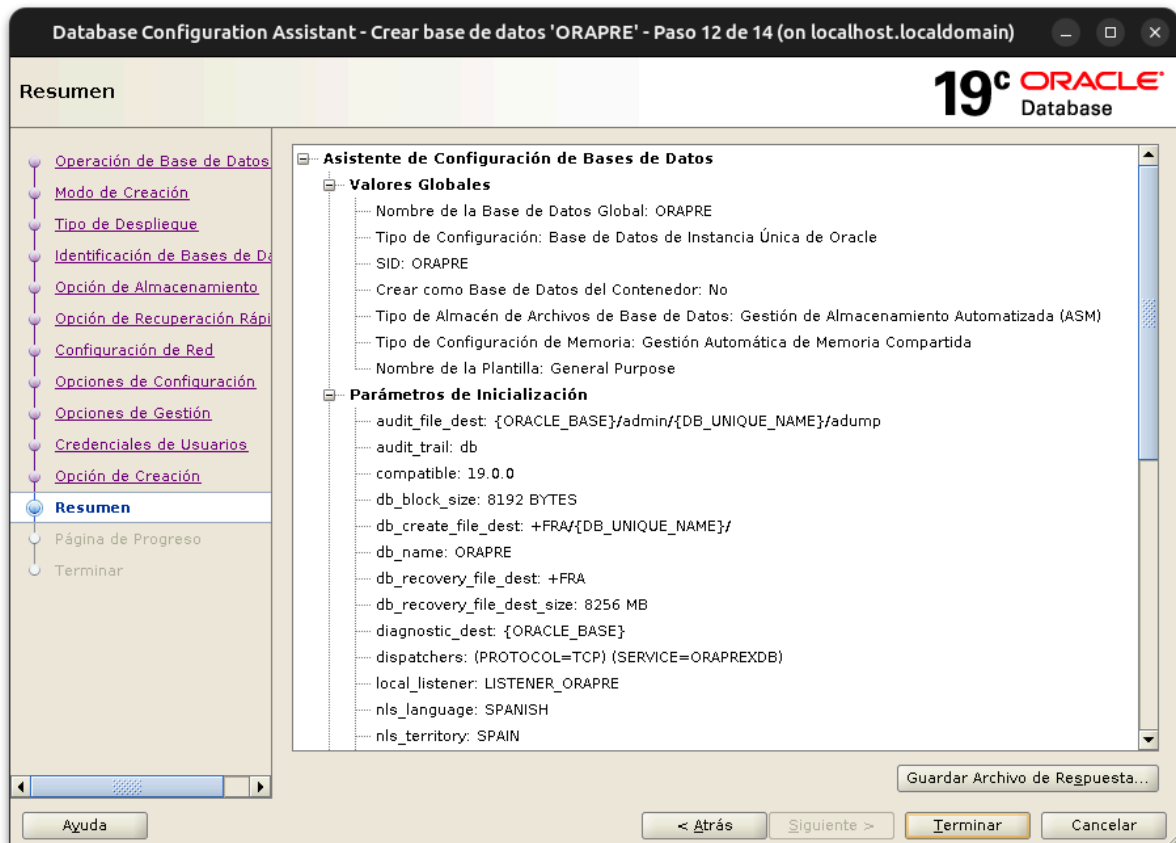 Database Configuration Assistant - Crear base de datos 'ORAPRE' - Paso 12 de 14 (on localhost.localdomain)
Resumen
19c ORACLE
Database
Operación de Base de Datos
Modo de Creación
Tipo de Despliegue
Identificación de Bases de Da
Opción de Almacenamiento
Opción de Recuperación Rápi
Configuración de Red
Opciones de Configuración
Opciones de Gestión
Credenciales de Usuarios
Opción de Creación
Resumen
Página de Progreso
Terminar
Asistente de Configuración de Bases de Datos
Valores Globales
Nombre de la Base de Datos Global: ORAPRE
Tipo de Configuración: Base de Datos de Instancia Única de Oracle
SID: ORAPRE
Crear como Base de Datos del Contenedor: No
Tipo de Almacén de Archivos de Base de Datos: Gestión de Almacenamiento Automatizada (ASM)
Tipo de Configuración de Memoria: Gestión Automática de Memoria Compartida
Nombre de la Plantilla: General Purpose
Parámetros de Inicialización
audit_file_dest: {ORACLE_BASE}/admin/{DB_UNIQUE_NAME}/adump
audit_trail: db
compatible: 19.0.0
db_block_size: 8192 BYTES
db_create_file_dest: +FRA/{DB_UNIQUE_NAME}/
db_name: ORAPRE
db_recovery_file_dest: +FRA
db_recovery_file_dest_size: 8256 MB
diagnostic_dest: {ORACLE_BASE}
dispatchers: (PROTOCOL=TCP) (SERVICE=ORAPREXDB)
local_listener: LISTENER_ORAPRE
nls_language: SPANISH
nls_territory: SPAIN
Guardar Archivo de Respuesta...
Ayuda
< Atrás
Siguiente >
Terminar
Cancelar